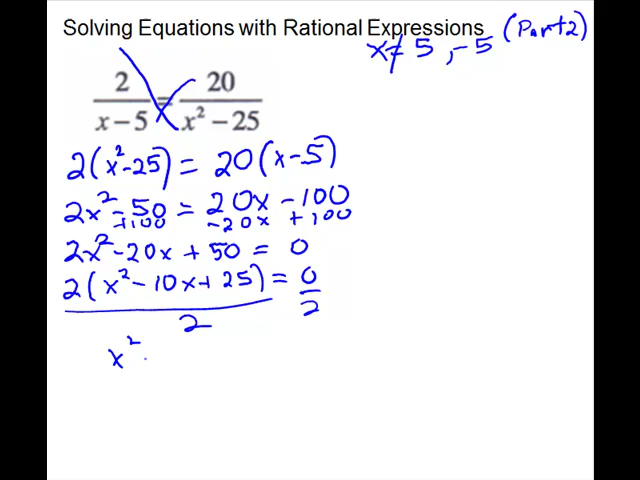 Solving Equations with Rational Expressions (Part 2)
x ≠ 5, -5
2/(x-5) = 20/(x² - 25)
2(x² - 25) = 20(x - 5)
2x² - 50 = 20x - 100
+100 -20x +100
2x² - 20x + 50 = 0
2(x² - 10x + 25) = 0
2 2
x²